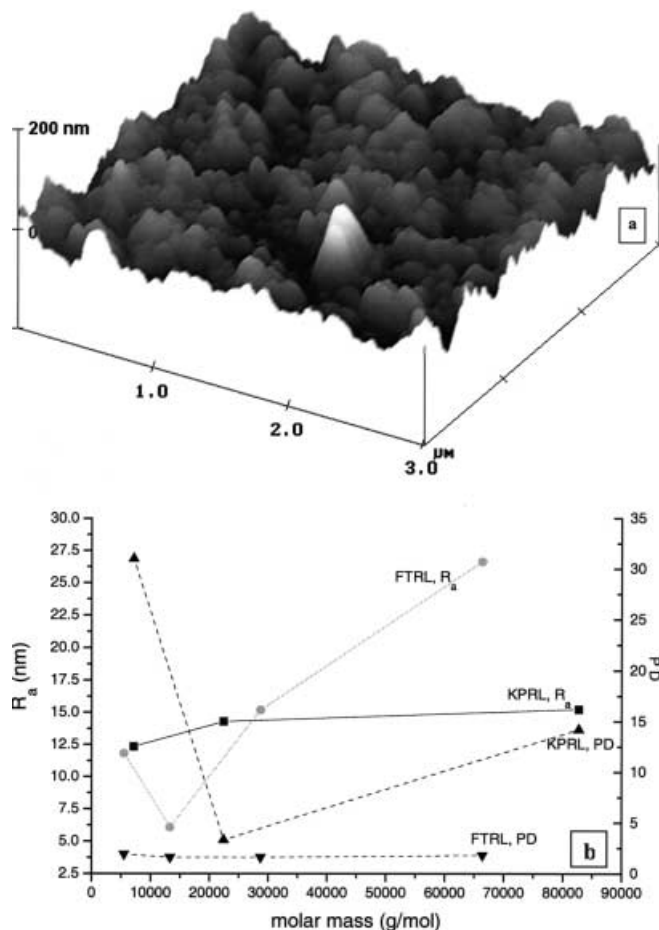 200 nm
0
a
1.0
2.0
3.0
μM
30.0
27.5
25.0
22.5
20.0
17.5
15.0
12.5
10.0
7.5
5.0
2.5
R_a (nm)
35
30
25
20
15
10
5
0
PD
FTRL, R_a
KPRL, R_a
KPRL, PD
FTRL, PD
b
0 10000 20000 30000 40000 50000 60000 70000 80000 90000
molar mass (g/mol)